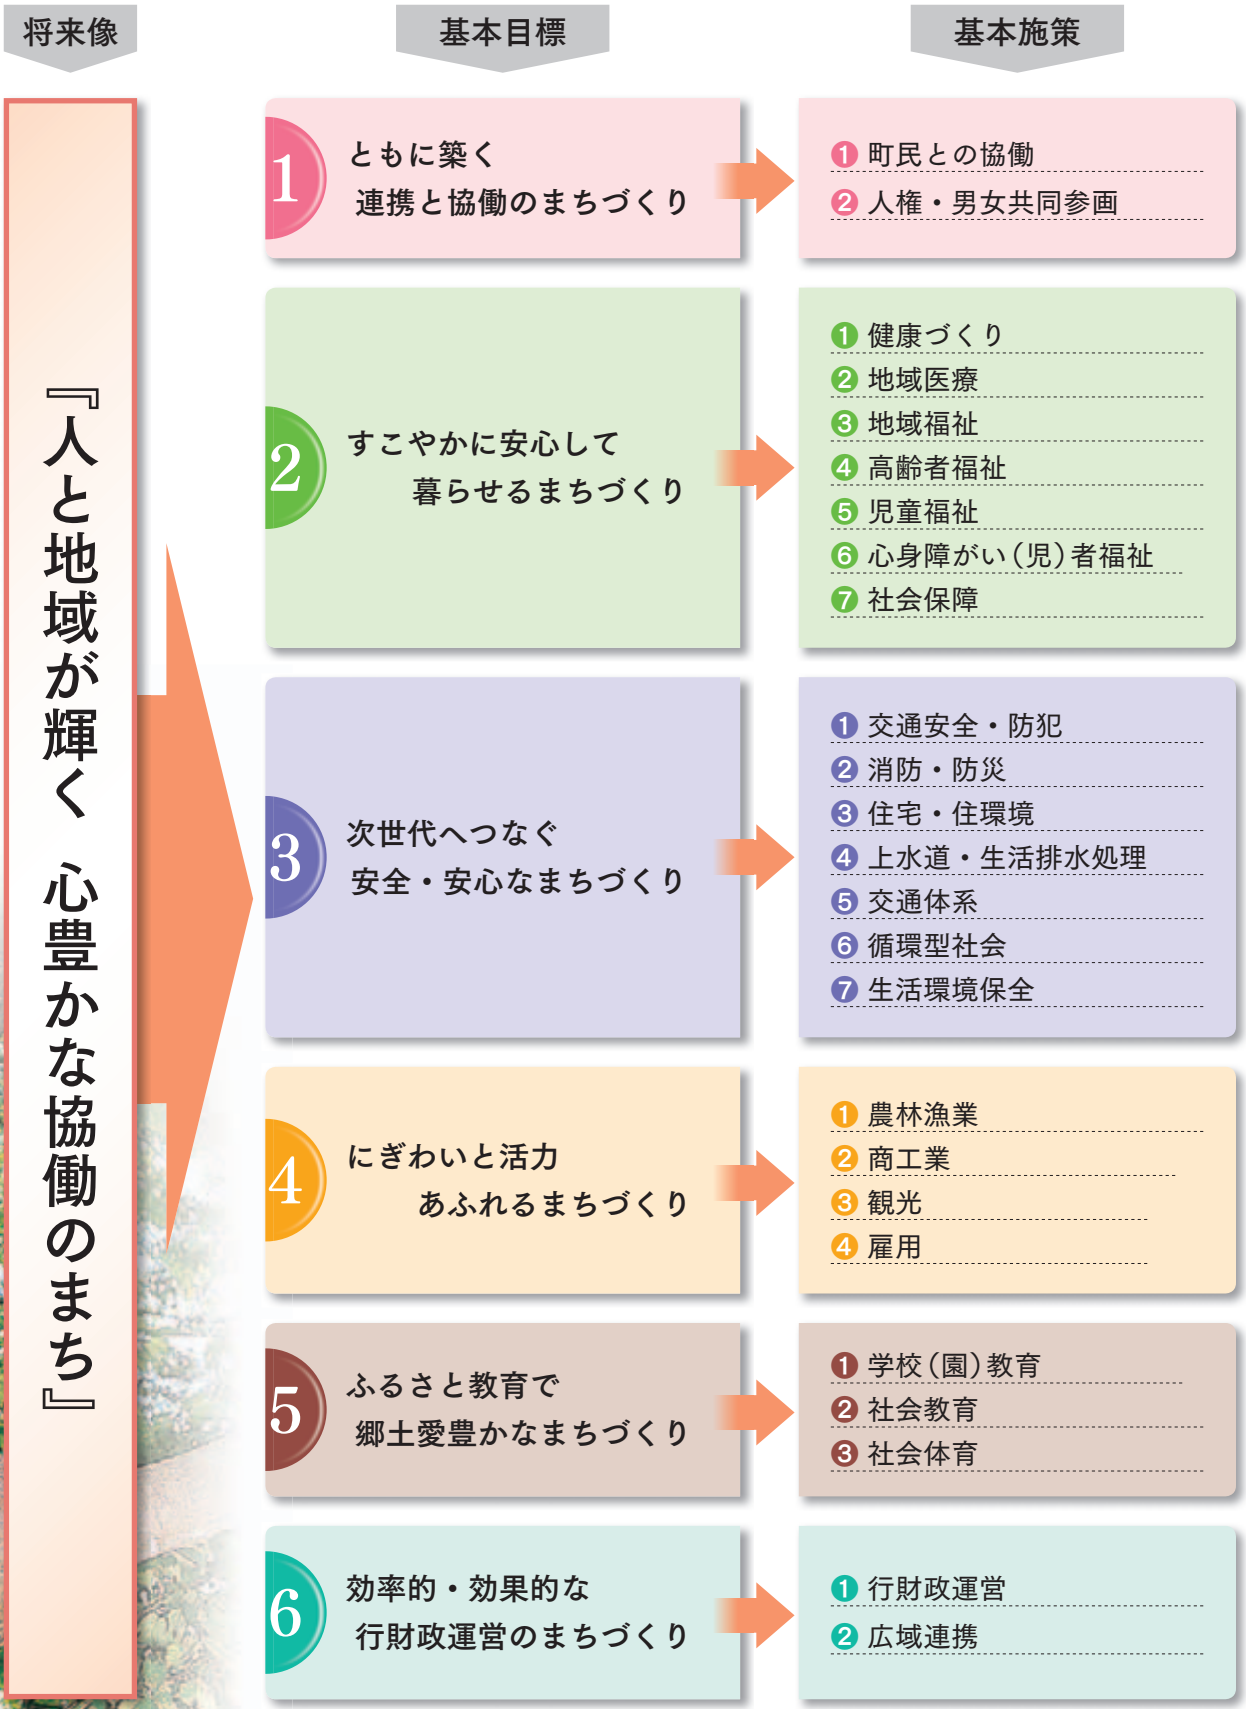 将来像
基本目標
基本施策
『人と地域が輝く 心豊かな協働のまち』
1
ともに築く
連携と協働のまちづくり
❶ 町民との協働
❷ 人権・男女共同参画
2
すこやかに安心して
暮らせるまちづくり
❶ 健康づくり
❷ 地域医療
❸ 地域福祉
❹ 高齢者福祉
❺ 児童福祉
❻ 心身障がい(児)者福祉
❼ 社会保障
3
次世代へつなぐ
安全・安心なまちづくり
❶ 交通安全・防犯
❷ 消防・防災
❸ 住宅・住環境
❹ 上水道・生活排水処理
❺ 交通体系
❻ 循環型社会
❼ 生活環境保全
4
にぎわいと活力
あふれるまちづくり
❶ 農林漁業
❷ 商工業
❸ 観光
❹ 雇用
5
ふるさと教育で
郷土愛豊かなまちづくり
❶ 学校(園)教育
❷ 社会教育
❸ 社会体育
6
効率的・効果的な
行財政運営のまちづくり
❶ 行財政運営
❷ 広域連携